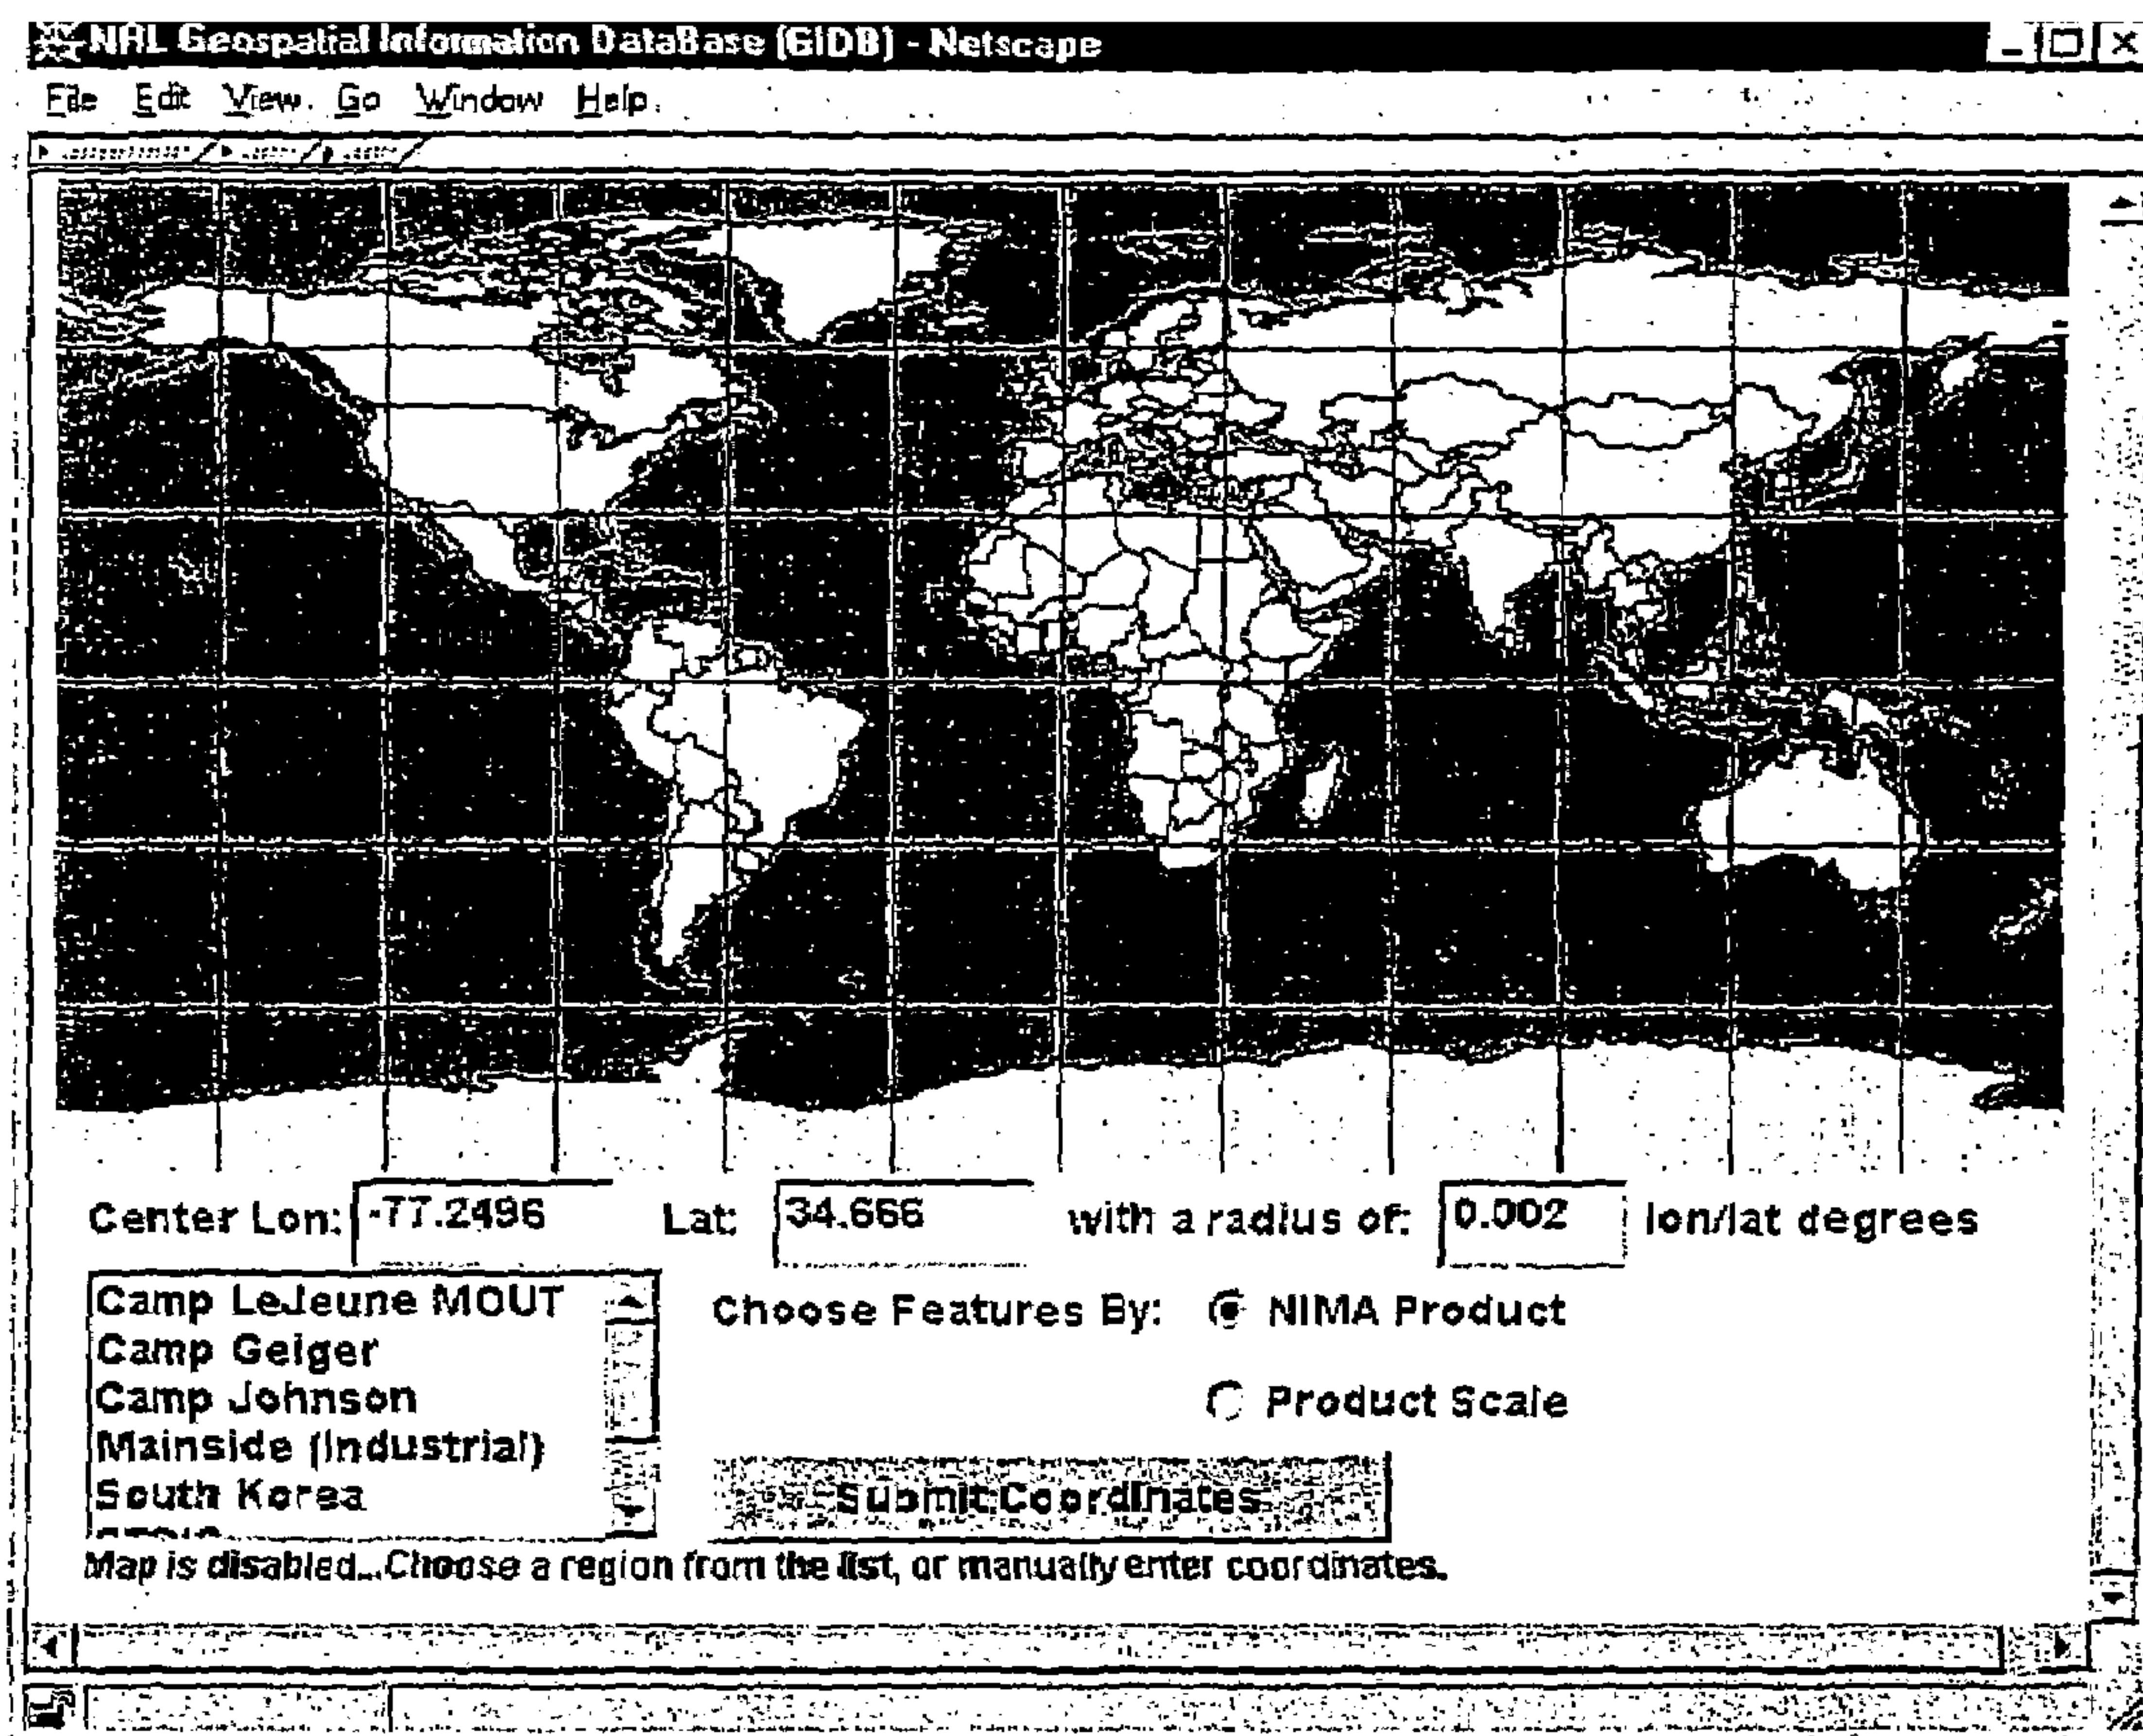 NRL Geospatial Information DataBase (GIDB) - Netscape
File Edit View Go Window Help
Center Lon: -77.2496 Lat: 34.666 with a radius of: 0.002 lon/lat degrees
Camp LeJeune MOUT
Camp Geiger
Camp Johnson
Mainside (Industrial)
South Korea
Choose Features By: NIMA Product
Product Scale
Submit Coordinates
Map is disabled...Choose a region from the list, or manually enter coordinates.